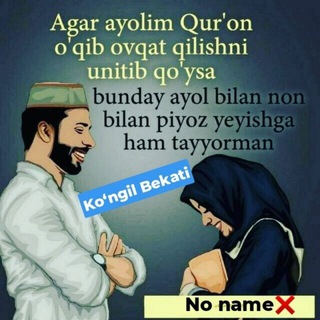 Agar ayolim Qur'on
o'qib ovqat qilishni
unitib qo'ysa
bunday ayol bilan non
bilan piyoz yeyishga
ham tayyorman
Ko‘ngil Bekati
No name❌